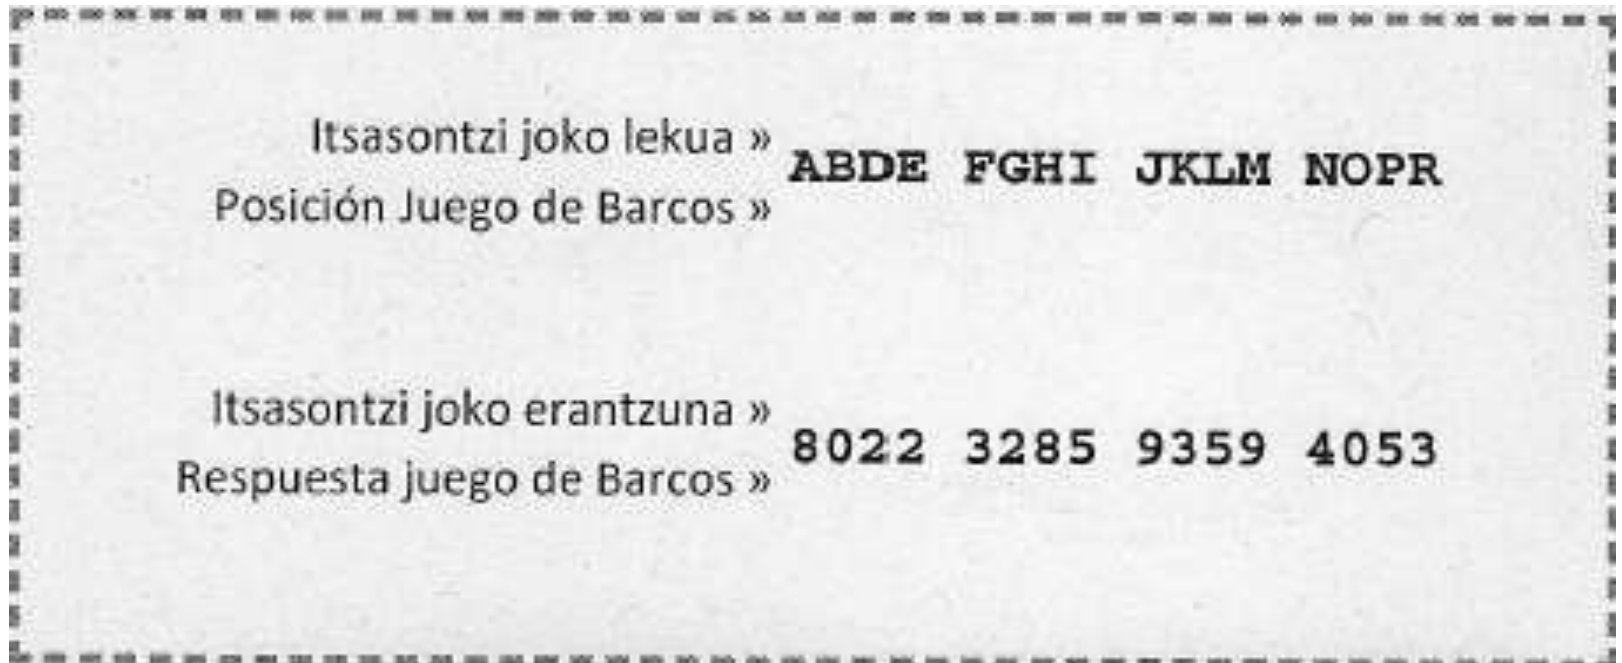 Itsasontzi joko lekua »
Posición Juego de Barcos »
ABDE FGHI JKLM NOPR
Itsasontzi joko erantzuna »
Respuesta juego de Barcos »
8022 3285 9359 4053